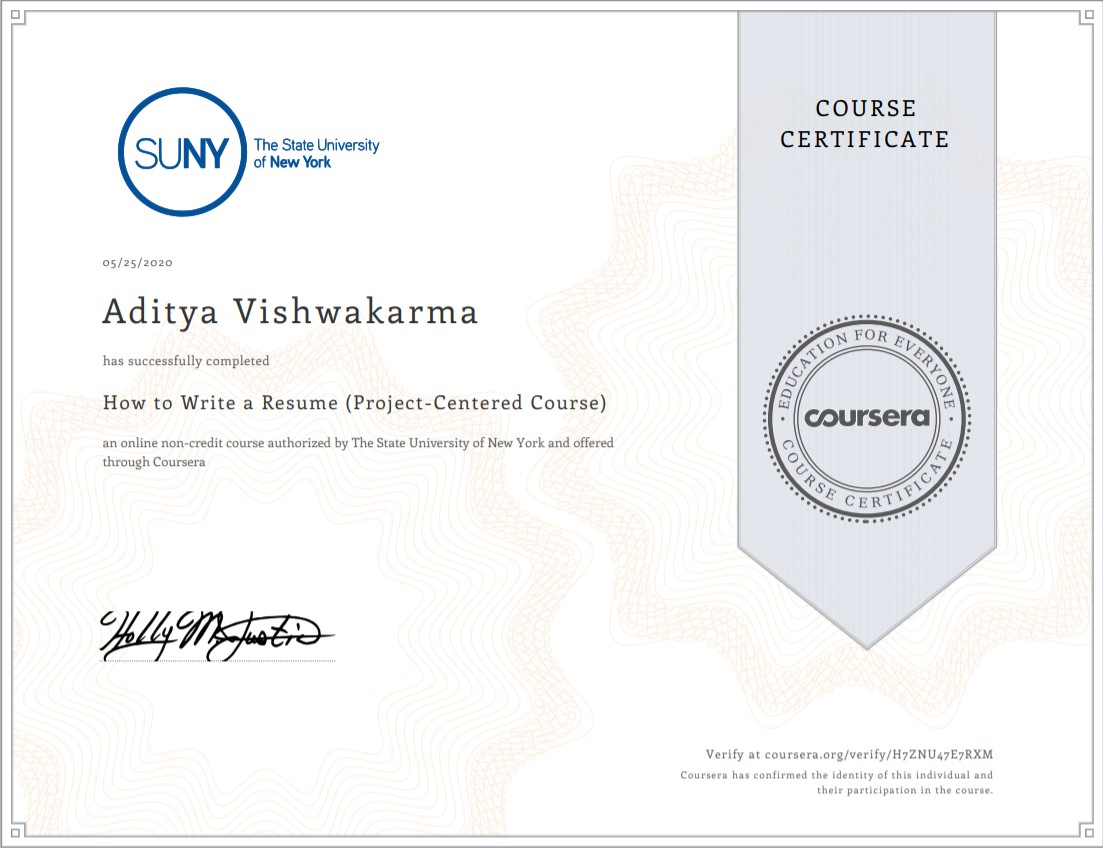 COURSE
CERTIFICATE
SUNY
The State University
of New York
05/25/2020
Aditya Vishwakarma
has successfully completed
How to Write a Resume (Project-Centered Course)
an online non-credit course authorized by The State University of New York and offered
through Coursera
EDUCATION FOR EVERYONE
coursera
COURSE CERTIFICATE
Verify at coursera.org/verify/H7ZNU47E7RXM
Coursera has confirmed the identity of this individual and
their participation in the course.